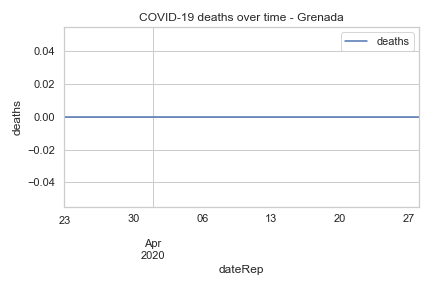 COVID-19 deaths over time - Grenada
deaths
deaths
0.04
0.02
0.00
−0.02
−0.04
23 30 06 13 20 27
Apr
2020
dateRep